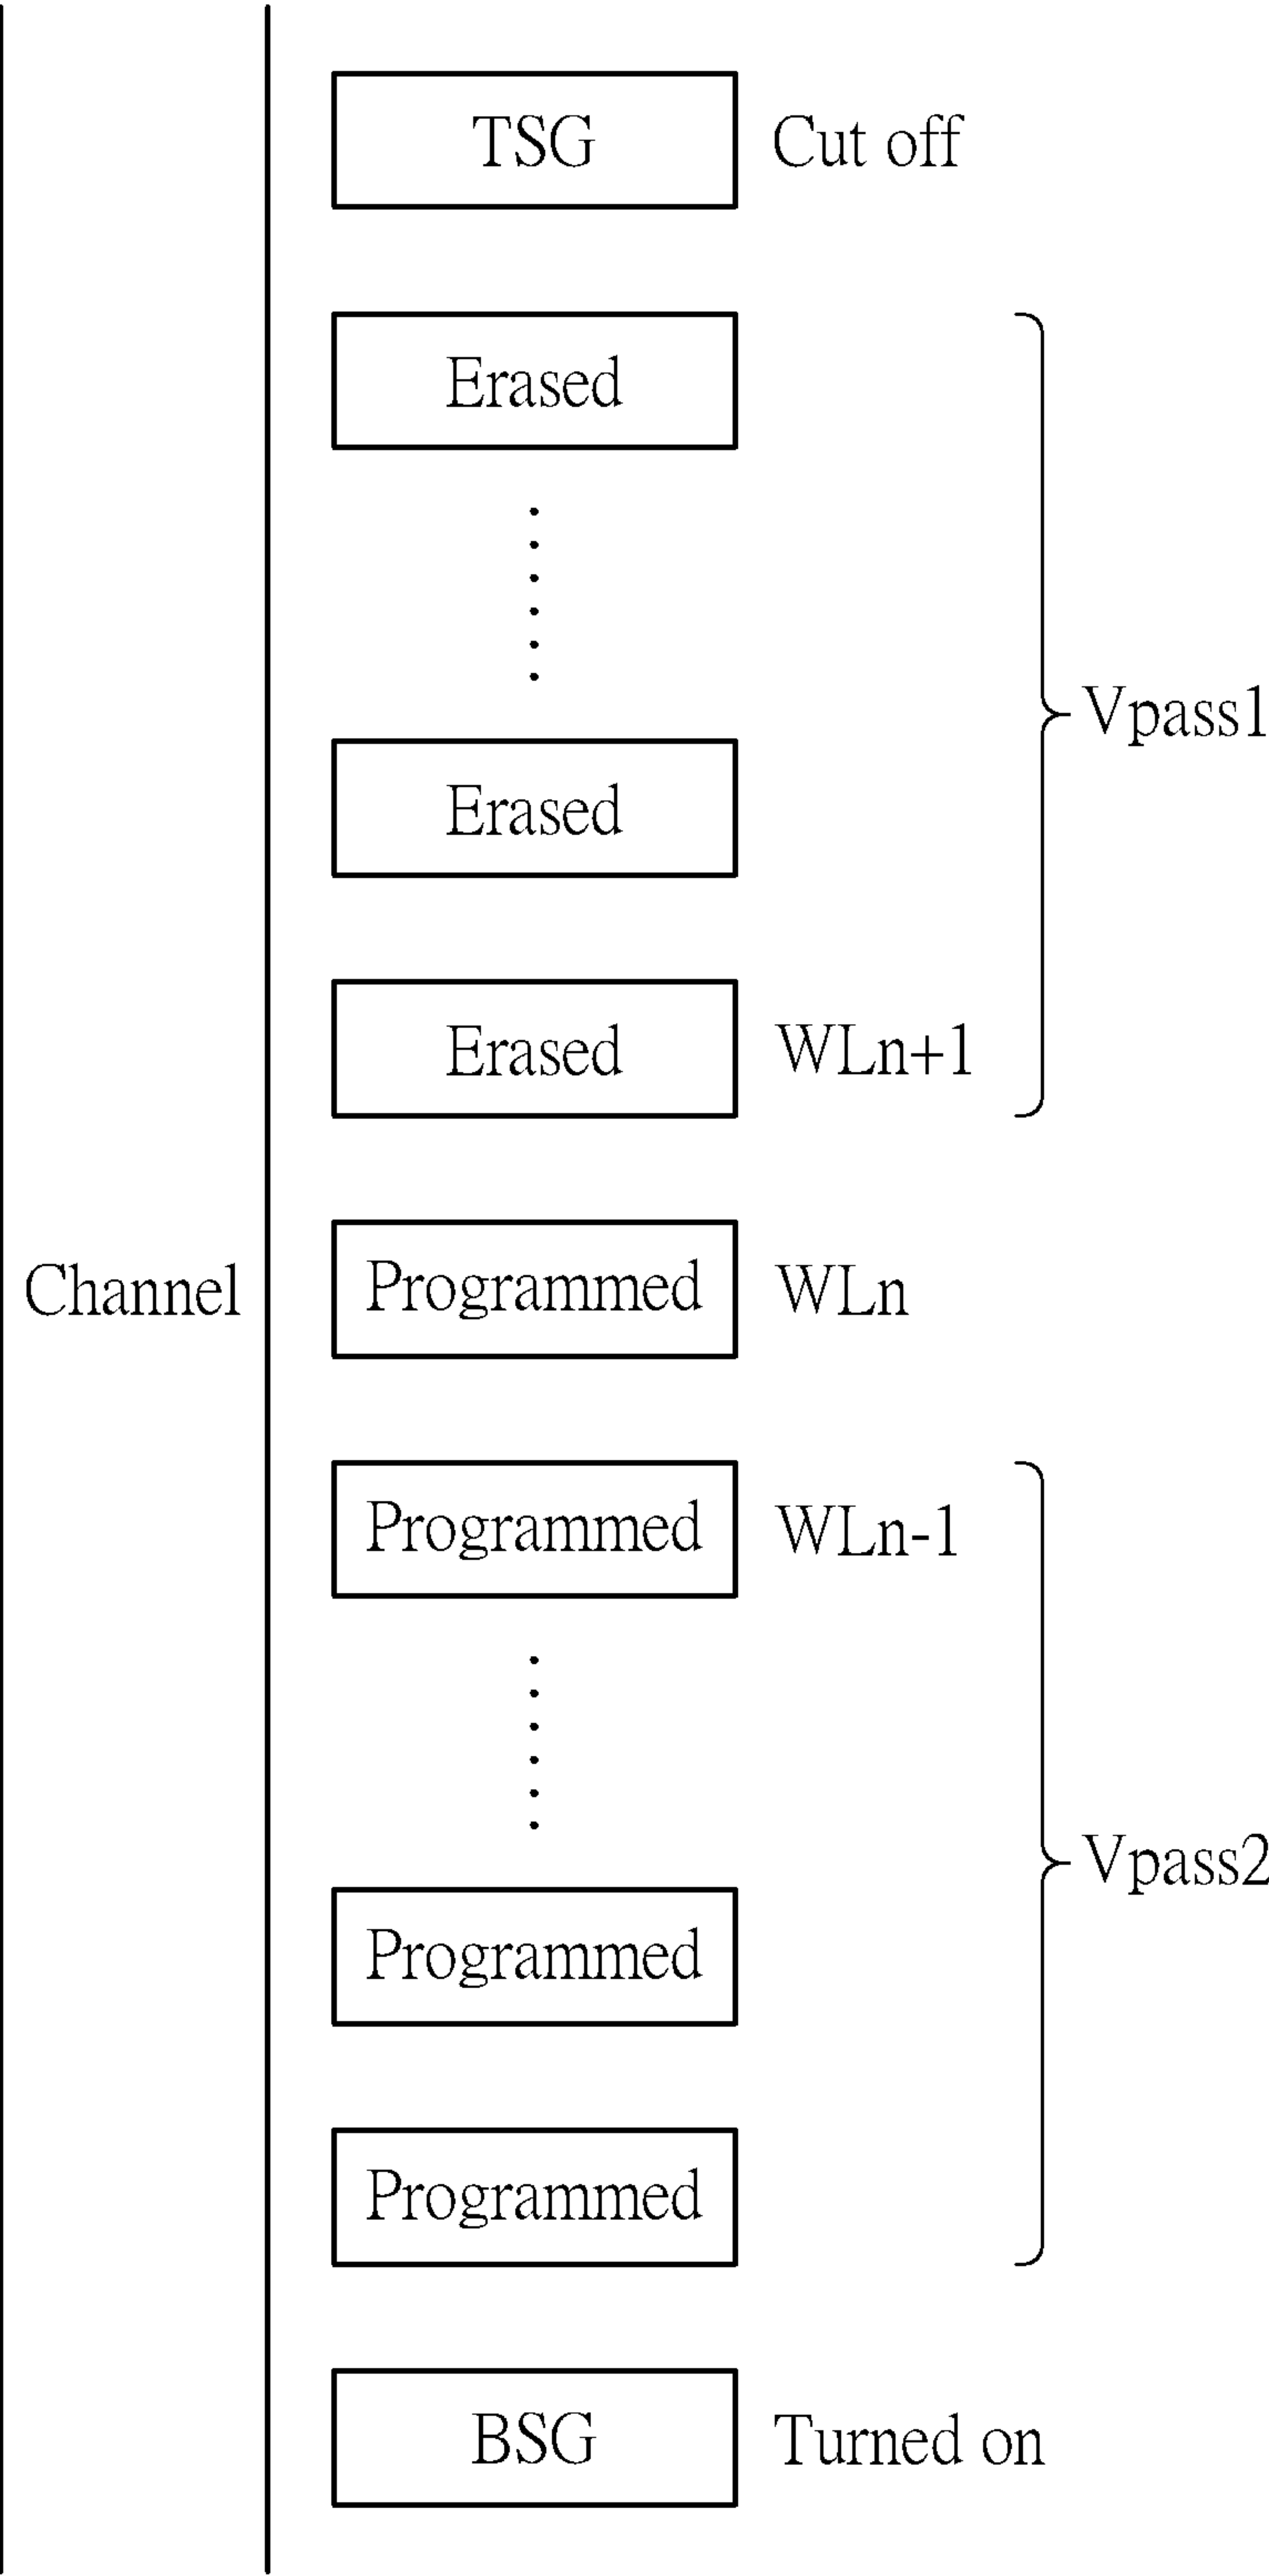 TSG Cut off
Erased
Vpass1
Erased
Erased WLn+1
Channel Programmed WLn
Programmed WLn-1
Vpass2
Programmed
Programmed
BSG Turned on